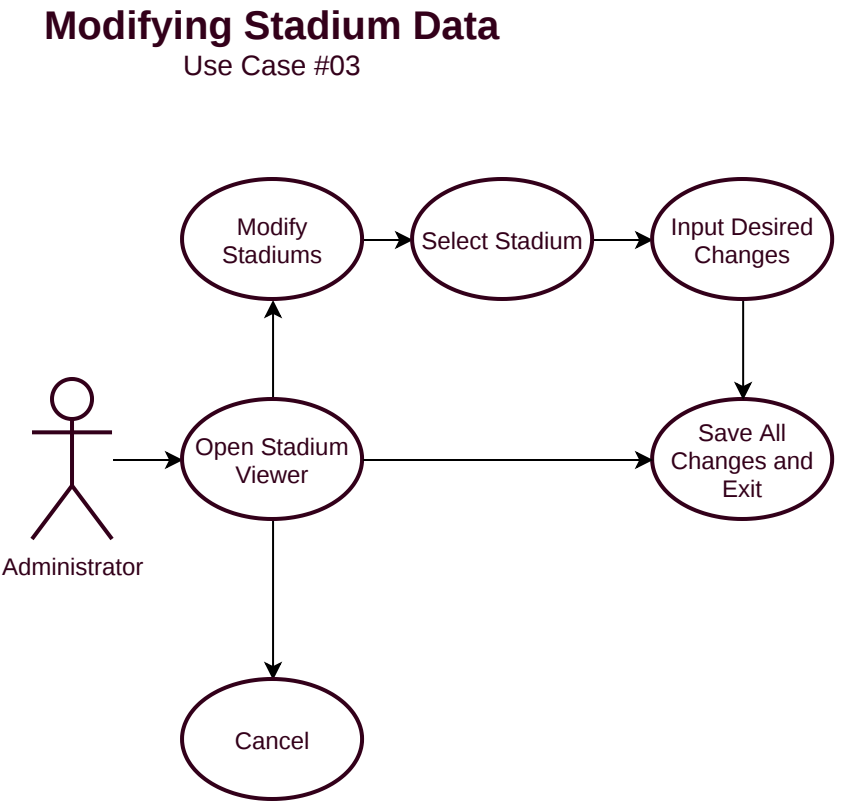 Modifying Stadium Data
Use Case #03
Modify
Stadiums
Select Stadium
Input Desired
Changes
Open Stadium
Viewer
Save All
Changes and
Exit
Administrator
Cancel